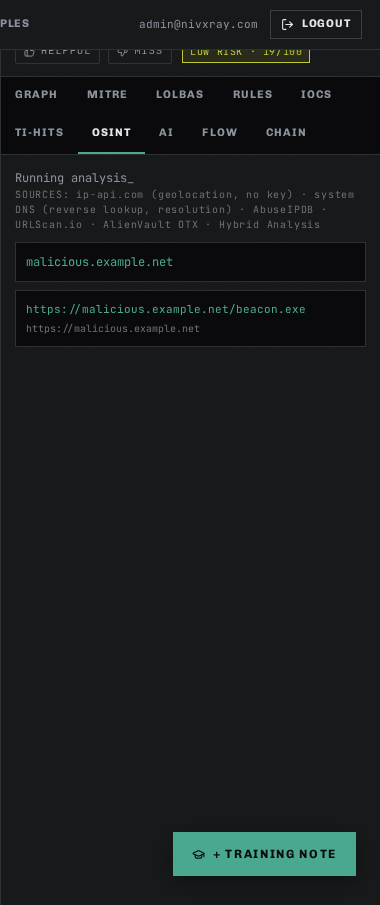 PLES
admin@nivxray.com
LOGOUT
HELPFUL
MISS
LOW RISK · 19/100
GRAPH MITRE LOLBAS RULES IOCS
TI-HITS OSINT AI FLOW CHAIN
Running analysis_
SOURCES: ip-api.com (geolocation, no key) · system
DNS (reverse lookup, resolution) · AbuseIPDB ·
URLScan.io · AlienVault OTX · Hybrid Analysis
malicious.example.net
https://malicious.example.net/beacon.exe
https://malicious.example.net
+ TRAINING NOTE